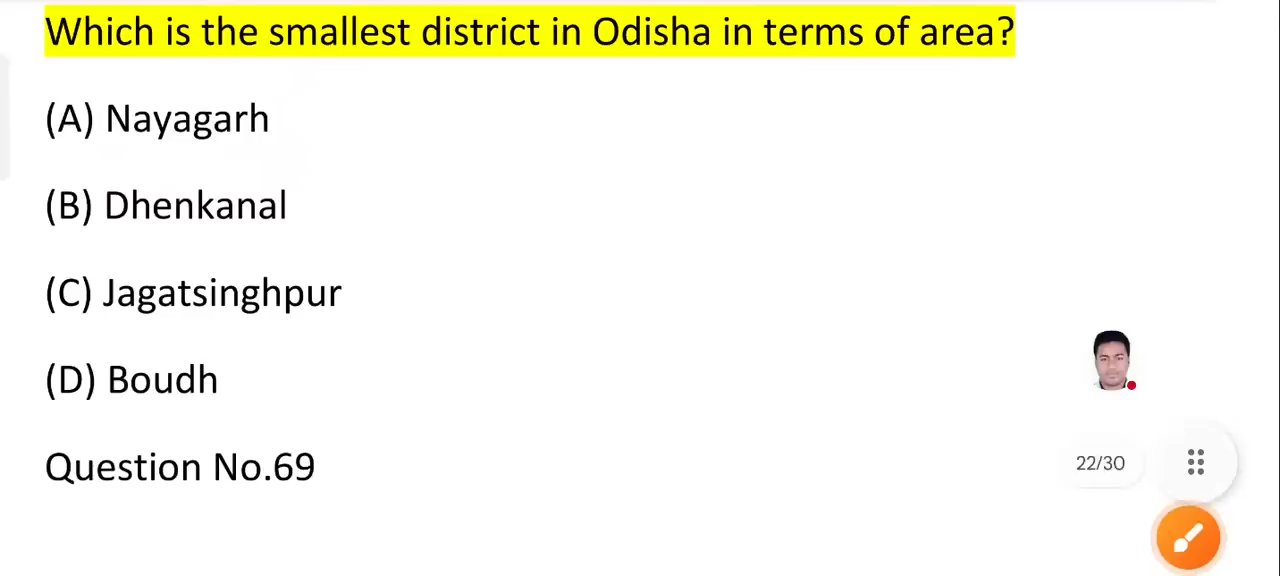 Which is the smallest district in Odisha in terms of area?
(A) Nayagarh
(B) Dhenkanal
(C) Jagatsinghpur
(D) Boudh
Question No.69
22/30